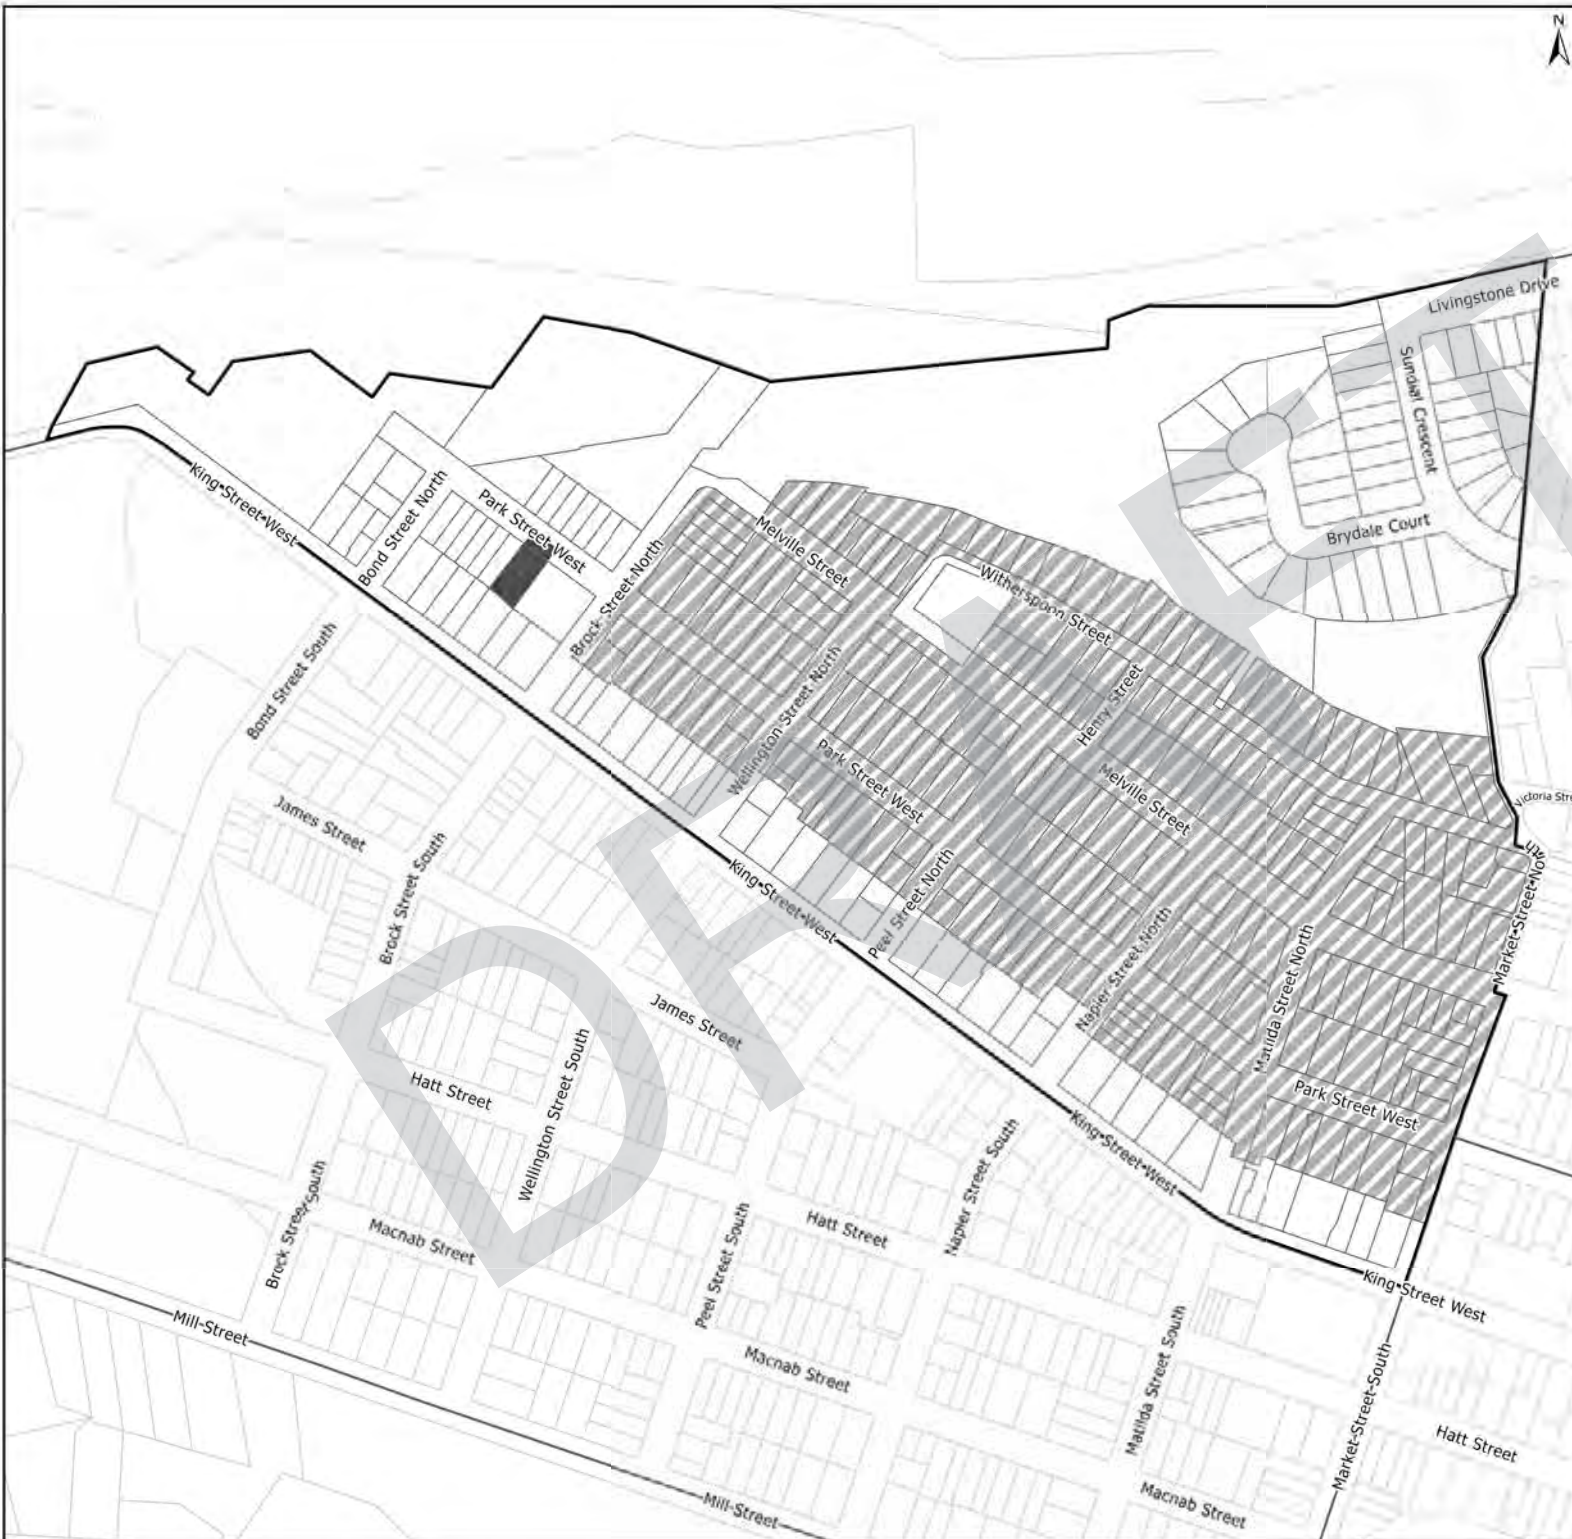 N
Livingstone Drive
Sundial Crescent
Brydale Court
King Street West
Bond Street North
Park Street West
Brock Street North
Melville Street
Witherspoon Street
Wellington Street North
Henry Street
Park Street West
Melville Street
Victoria Str
Bond Street South
James Street
Brock Street South
King Street West
Peel Street North
Napier Street North
Matilda Street North
Market Street North
James Street
Hatt Street
Wellington Street South
Park Street West
King Street West
Napier Street South
Brock Street South
Macnab Street
Peel Street South
Hatt Street
King Street West
Mill Street
Macnab Street
Matilda Street South
Market Street South
Hatt Street
Mill Street
Macnab Street
DRAFT